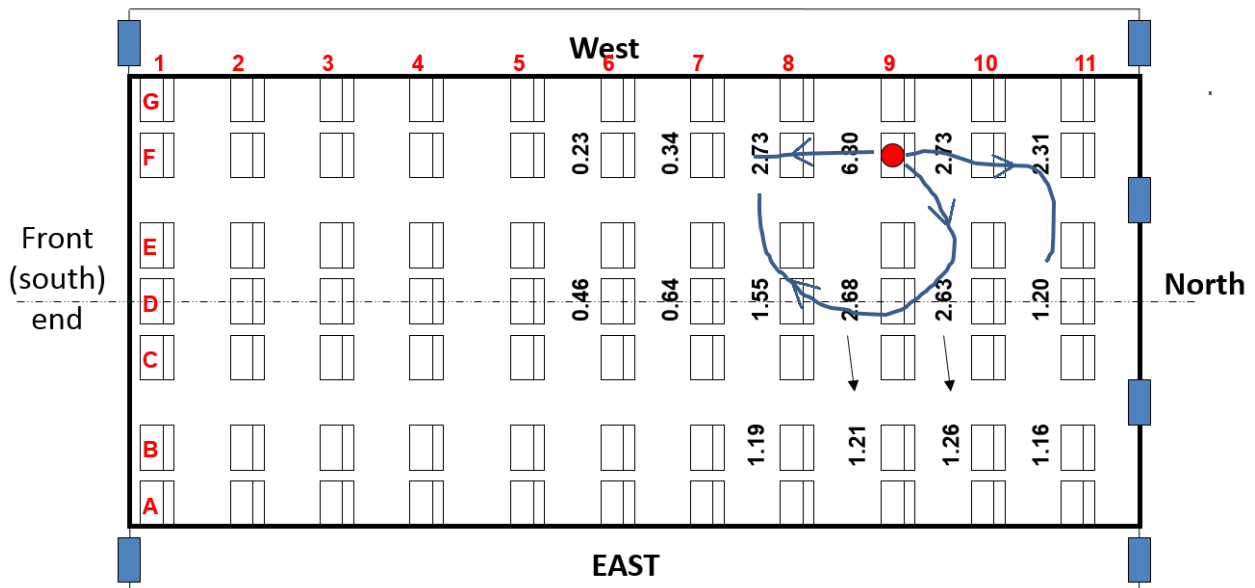 West
1 2 3 4 5 6 7 8 9 10 11
G
F 0.23 0.34 2.73 6.80 2.73 2.31
E
Front
(south)
end
D 0.46 0.64 1.55 2.68 2.63 1.20
North
C
B 1.19 1.21 1.26 1.16
A
EAST